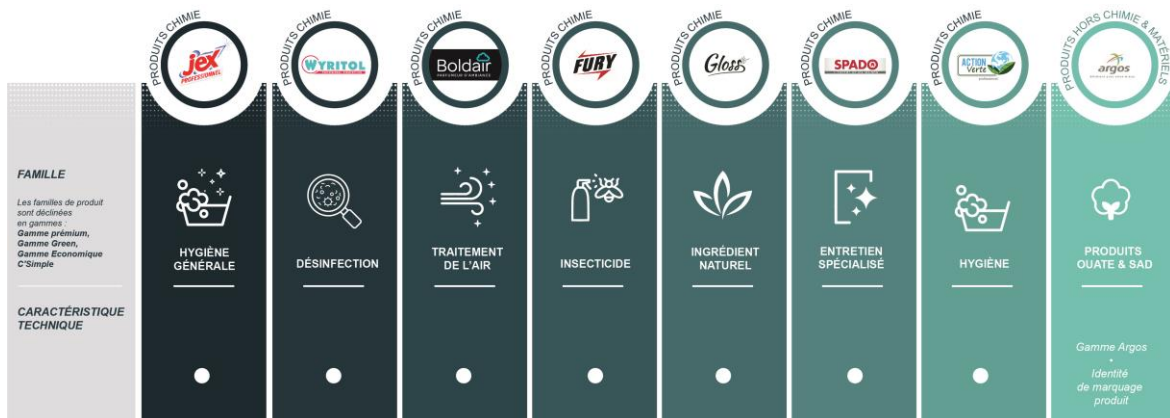 FAMILLE
Les familles de produit
sont déclinées
en gammes :
Gamme prémium,
Gamme Green,
Gamme Economique
C'Simple
CARACTÉRISTIQUE
TECHNIQUE
PRODUITS CHIMIE
jex
PROFESSIONNEL
HYGIÈNE
GÉNÉRALE
PRODUITS CHIMIE
WYRITOL
DÉSINFECTION
PRODUITS CHIMIE
Boldair
PARFUMEUR D'AMBIANCE
TRAITEMENT
DE L'AIR
PRODUITS CHIMIE
FURY
INSECTICIDE
PRODUITS CHIMIE
Gloss
INGRÉDIENT
NATUREL
PRODUITS CHIMIE
SPADO
ENTRETIEN
SPÉCIALISÉ
PRODUITS CHIMIE
ACTION
Verte
HYGIÈNE
PRODUITS HORS CHIMIE & MATÉRIELS
argos
PRODUITS
OUATE & SAD
Gamme Argos
•
Identité
de marquage
produit